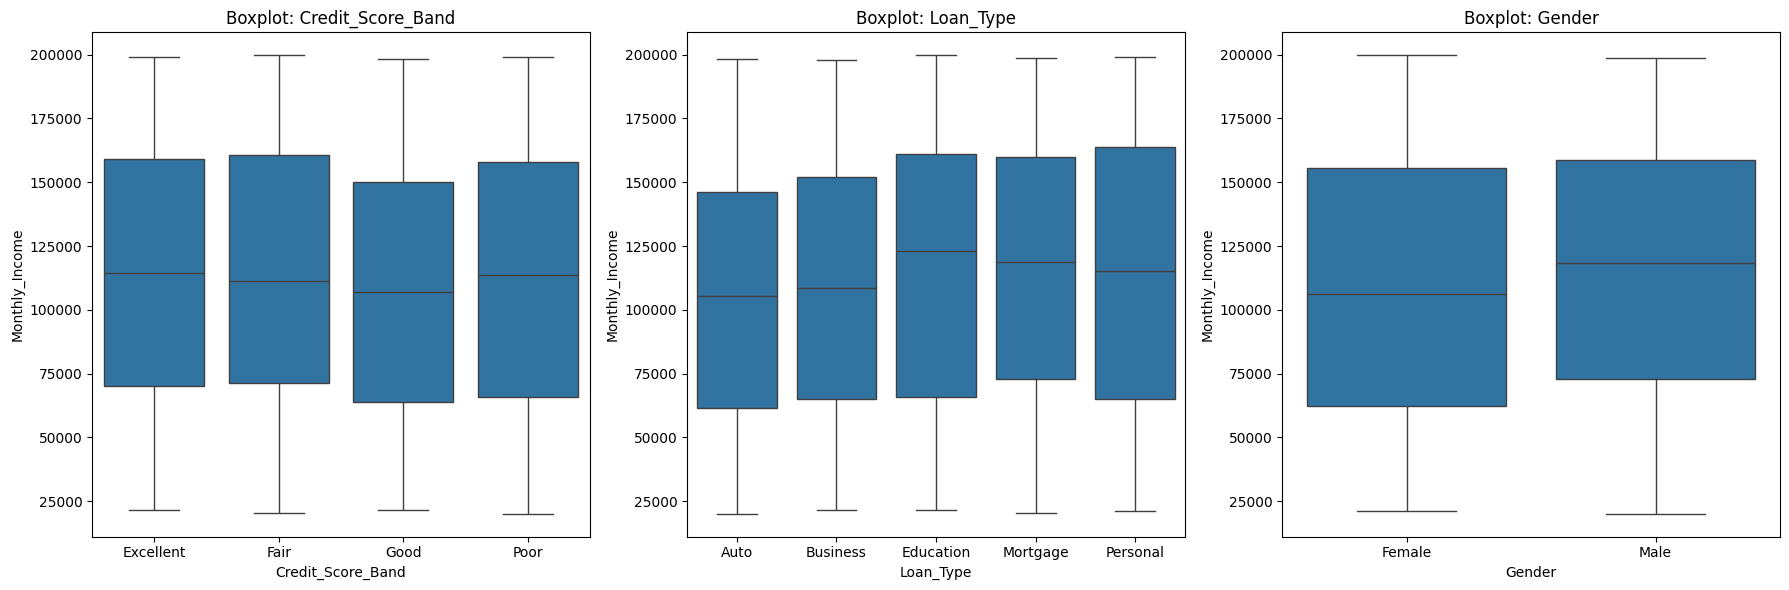 Boxplot: Credit_Score_Band
200000
175000
150000
125000
100000
75000
50000
25000
Monthly_Income
Excellent Fair Good Poor
Credit_Score_Band
Boxplot: Loan_Type
200000
175000
150000
125000
100000
75000
50000
25000
Monthly_Income
Auto Business Education Mortgage Personal
Loan_Type
Boxplot: Gender
200000
175000
150000
125000
100000
75000
50000
25000
Monthly_Income
Female Male
Gender